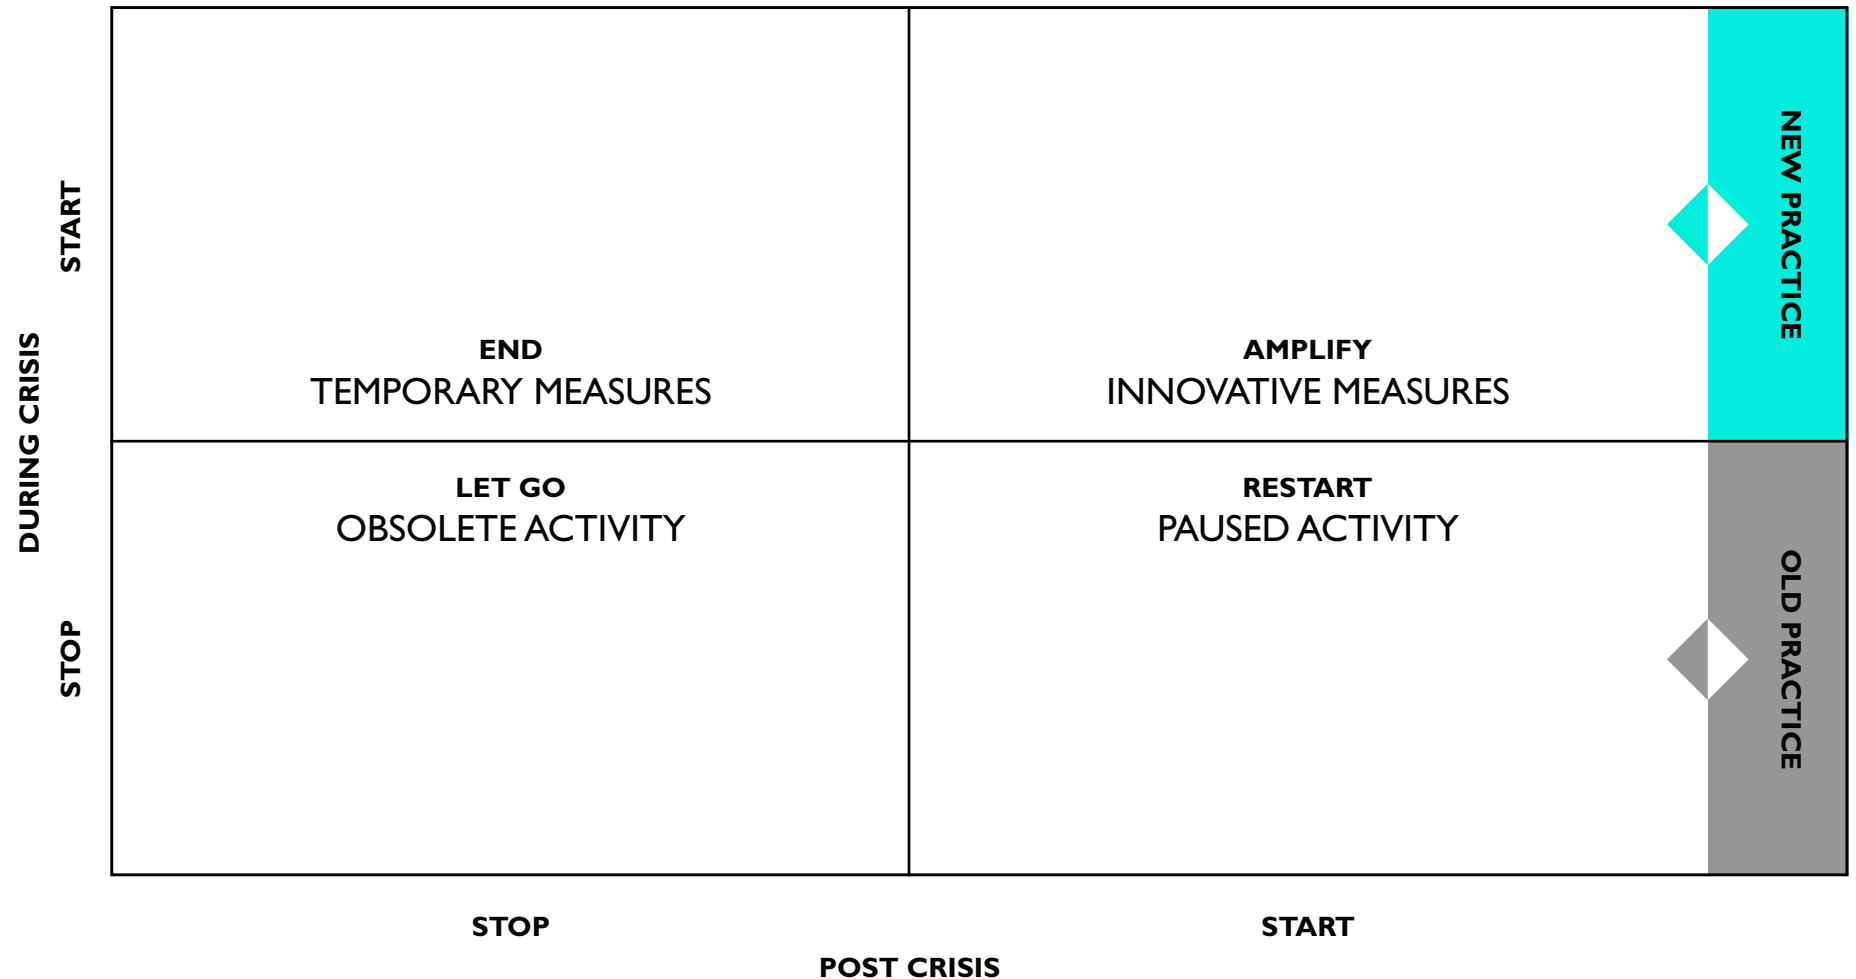 DURING CRISIS
START
STOP
END
TEMPORARY MEASURES
AMPLIFY
INNOVATIVE MEASURES
NEW PRACTICE
LET GO
OBSOLETE ACTIVITY
RESTART
PAUSED ACTIVITY
OLD PRACTICE
STOP
START
POST CRISIS